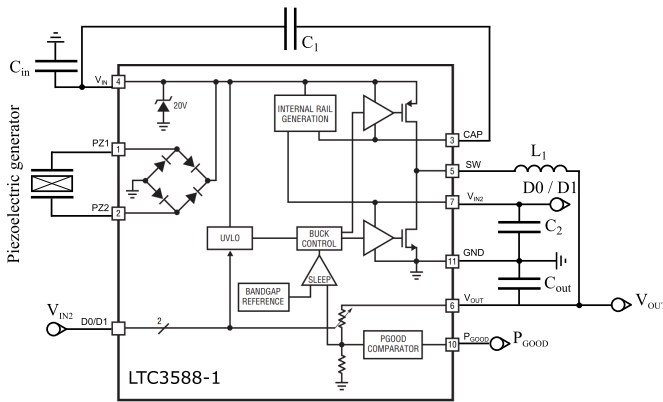 C1
Cin
VIN
4
20V
INTERNAL RAIL
GENERATION
3
CAP
PZ1
1
5
SW
L1
D0 / D1
7
VIN2
C2
Piezoelectric generator
PZ2
2
UVLO
BUCK
CONTROL
GND
11
SLEEP
BANDGAP
REFERENCE
Cout
VOUT
6
VOUT
VIN2
D0/D1
2
PGOOD
COMPARATOR
PGOOD
10
PGOOD
LTC3588-1